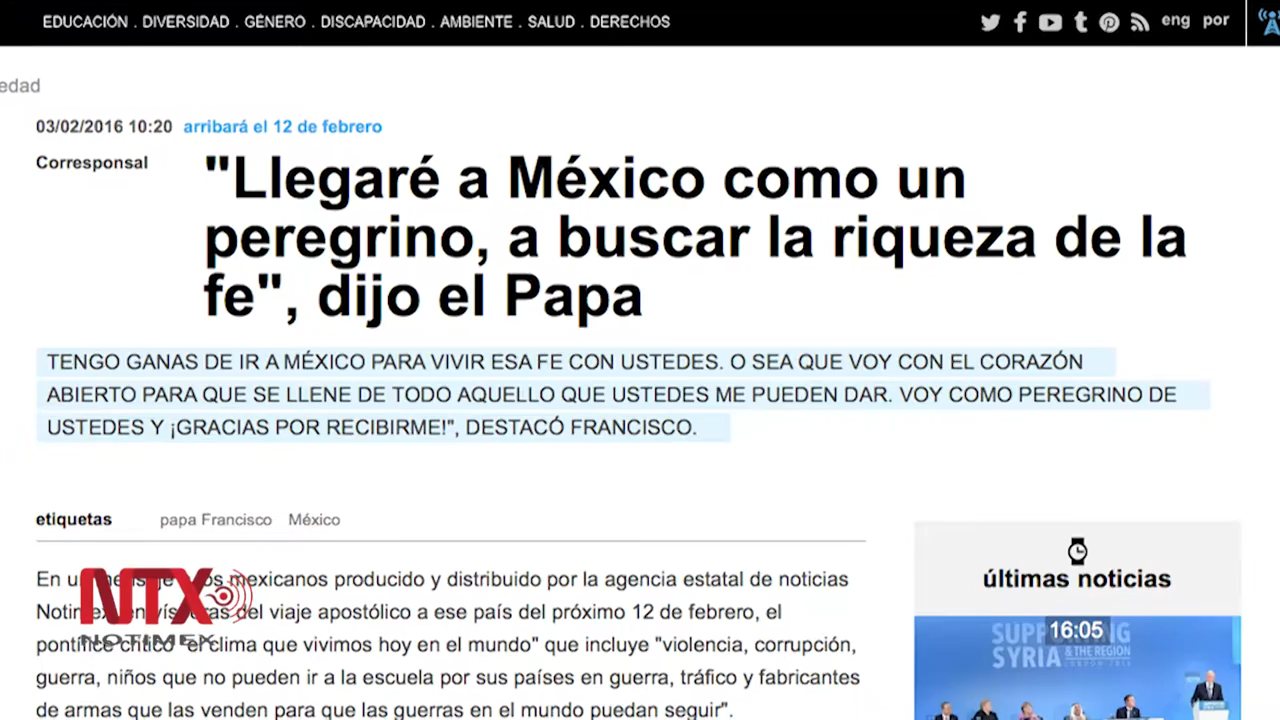 EDUCACIÓN . DIVERSIDAD . GÉNERO . DISCAPACIDAD . AMBIENTE . SALUD . DERECHOS
eng por
edad
03/02/2016 10:20 arribará el 12 de febrero
Corresponsal
"Llegaré a México como un
peregrino, a buscar la riqueza de la
fe", dijo el Papa
TENGO GANAS DE IR A MÉXICO PARA VIVIR ESA FE CON USTEDES. O SEA QUE VOY CON EL CORAZÓN
ABIERTO PARA QUE SE LLENE DE TODO AQUELLO QUE USTEDES ME PUEDEN DAR. VOY COMO PEREGRINO DE
USTEDES Y ¡GRACIAS POR RECIBIRME!", DESTACÓ FRANCISCO.
etiquetas papa Francisco México
En un mexicanos producido y distribuido por la agencia estatal de noticias
del viaje apostólico a ese país del próximo 12 de febrero, el
pontífice criticó "el clima que vivimos hoy en el mundo" que incluye "violencia, corrupción,
guerra, niños que no pueden ir a la escuela por sus países en guerra, tráfico y fabricantes
de armas que las venden para que las guerras en el mundo puedan seguir".
NTX
NOTIMEX
últimas noticias
16:05
SUPPORTING
SYRIA & THE REGION
LONDON 2016